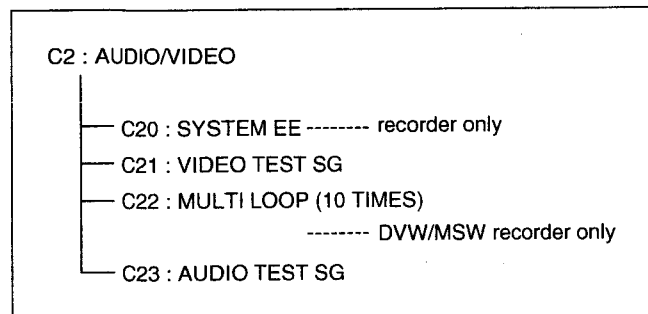 C2 : AUDIO/VIDEO
C20 : SYSTEM EE -------- recorder only
C21 : VIDEO TEST SG
C22 : MULTI LOOP (10 TIMES)
-------- DVW/MSW recorder only
C23 : AUDIO TEST SG